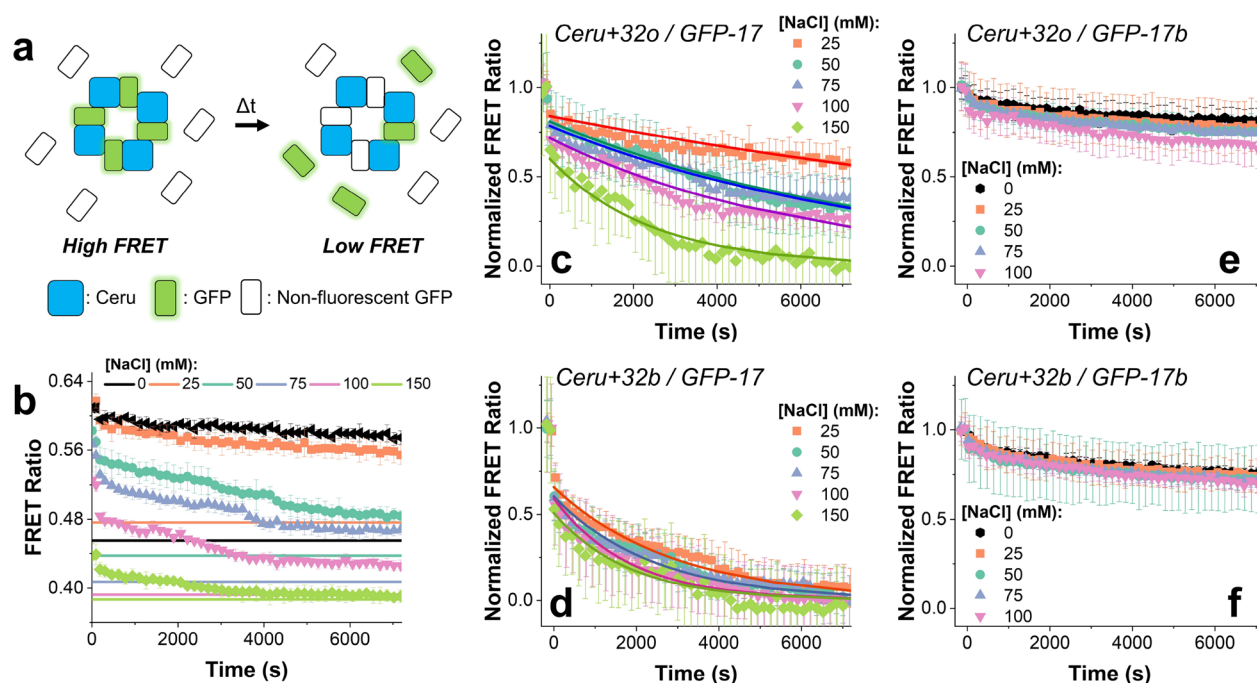 a
Δt
High FRET
Low FRET
: Ceru
: GFP
: Non-fluorescent GFP
b
[NaCl] (mM):
0 25 50 75 100 150
FRET Ratio
0.64
0.56
0.48
0.40
0 2000 4000 6000
Time (s)
c
Ceru+32o / GFP-17
[NaCl] (mM):
25
50
75
100
150
Normalized FRET Ratio
1.0
0.5
0.0
0 2000 4000 6000
Time (s)
d
Ceru+32b / GFP-17
[NaCl] (mM):
25
50
75
100
150
Normalized FRET Ratio
1.0
0.5
0.0
0 2000 4000 6000
Time (s)
e
Ceru+32o / GFP-17b
[NaCl] (mM):
0
25
50
75
100
Normalized FRET Ratio
1.0
0.5
0.0
0 2000 4000 6000
Time (s)
f
Ceru+32b / GFP-17b
[NaCl] (mM):
0
25
50
75
100
Normalized FRET Ratio
1.0
0.5
0.0
0 2000 4000 6000
Time (s)